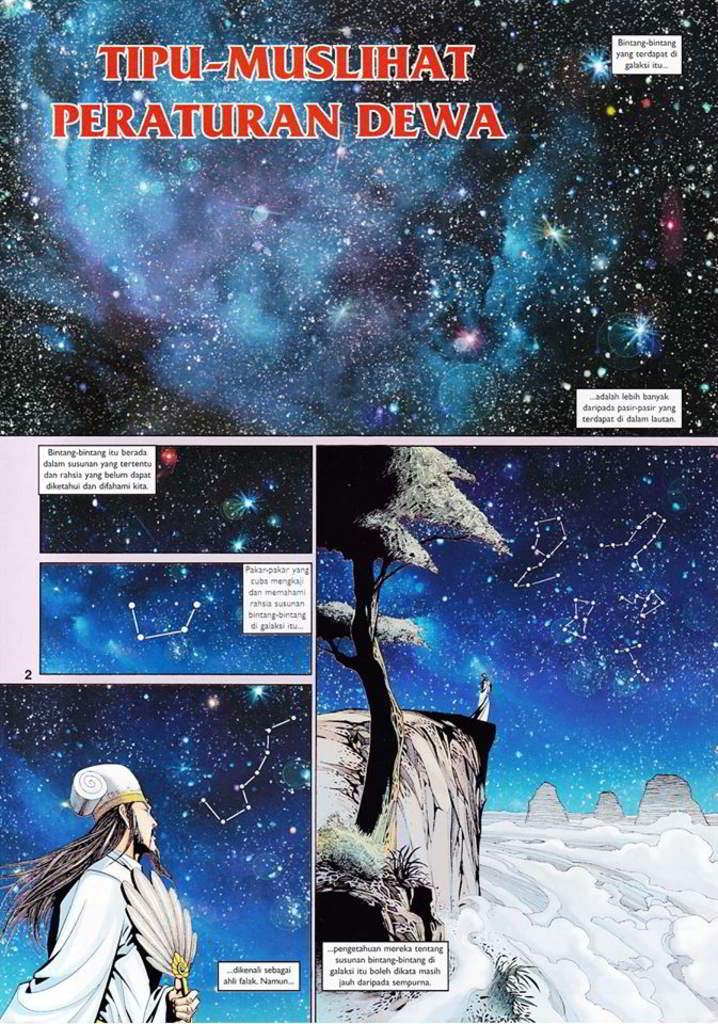 TIPU-MUSLIHAT
PERATURAN DEWA
Bintang-bintang
yang terdapat di
galaksi itu...
...adalah lebih banyak
daripada pasir-pasir yang
terdapat di dalam lautan.
Bintang-bintang itu berada
dalam susunan yang tertentu
dan rahsia yang belum dapat
diketahui dan difahami kita.
Pakar-pakar yang
cuba mengkaji
dan memahami
rahsia susunan
bintang-bintang
di galaksi itu...
2
...dikenali sebagai
ahli falak. Namun...
...pengetahuan mereka tentang
susunan bintang-bintang di
galaksi itu boleh dikata masih
jauh daripada sempurna.